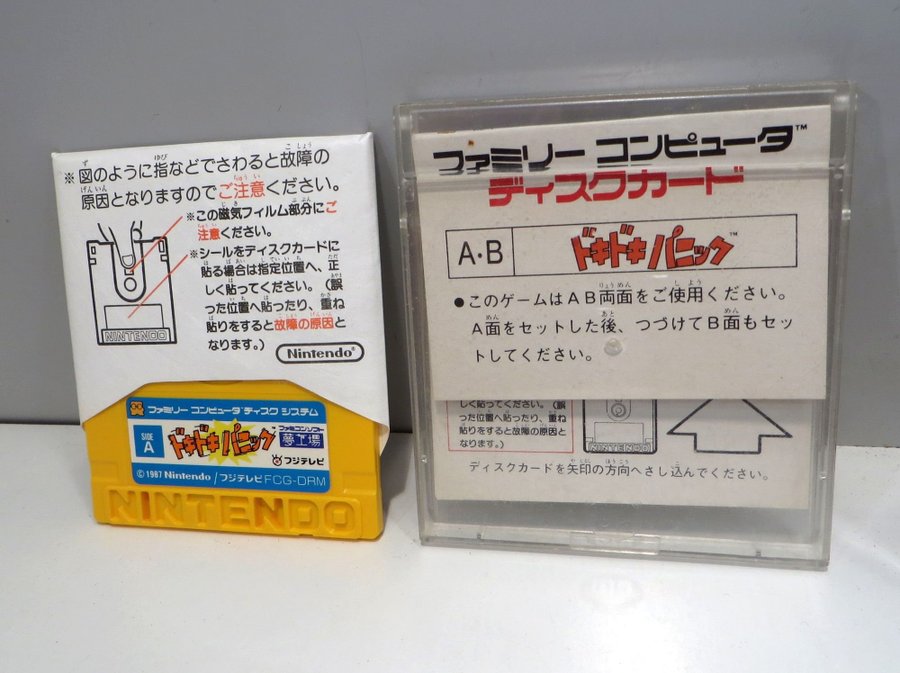 ※図のように指などでさわると故障の
原因となりますのでご注意ください。
※この磁気フィルム部分にご
注意ください。
※シールをディスクカードに
貼る場合は指定位置へ、正
しく貼ってください。(誤
った位置へ貼ったり、重ね
貼りをすると故障の原因と
なります。)
NINTENDO
Nintendo®
ファミリー コンピュータ ディスク システム
SIDE
A
ドキドキパニック™
ファミコンソフト
夢工場
フジテレビ
©1987 Nintendo/フジテレビ FCG-DRM
NINTENDO
ファミリー コンピュータ™
ディスクカード
A・B
ドキドキパニック™
●このゲームはAB両面をご使用ください。
A面をセットした後、つづけてB面もセッ
トしてください。
しく貼ってください。(誤
った位置へ貼ったり、重ね
貼りをすると故障の原因と
なります。)
NINTENDO
ディスクカードを矢印の方向へさし込んでください。